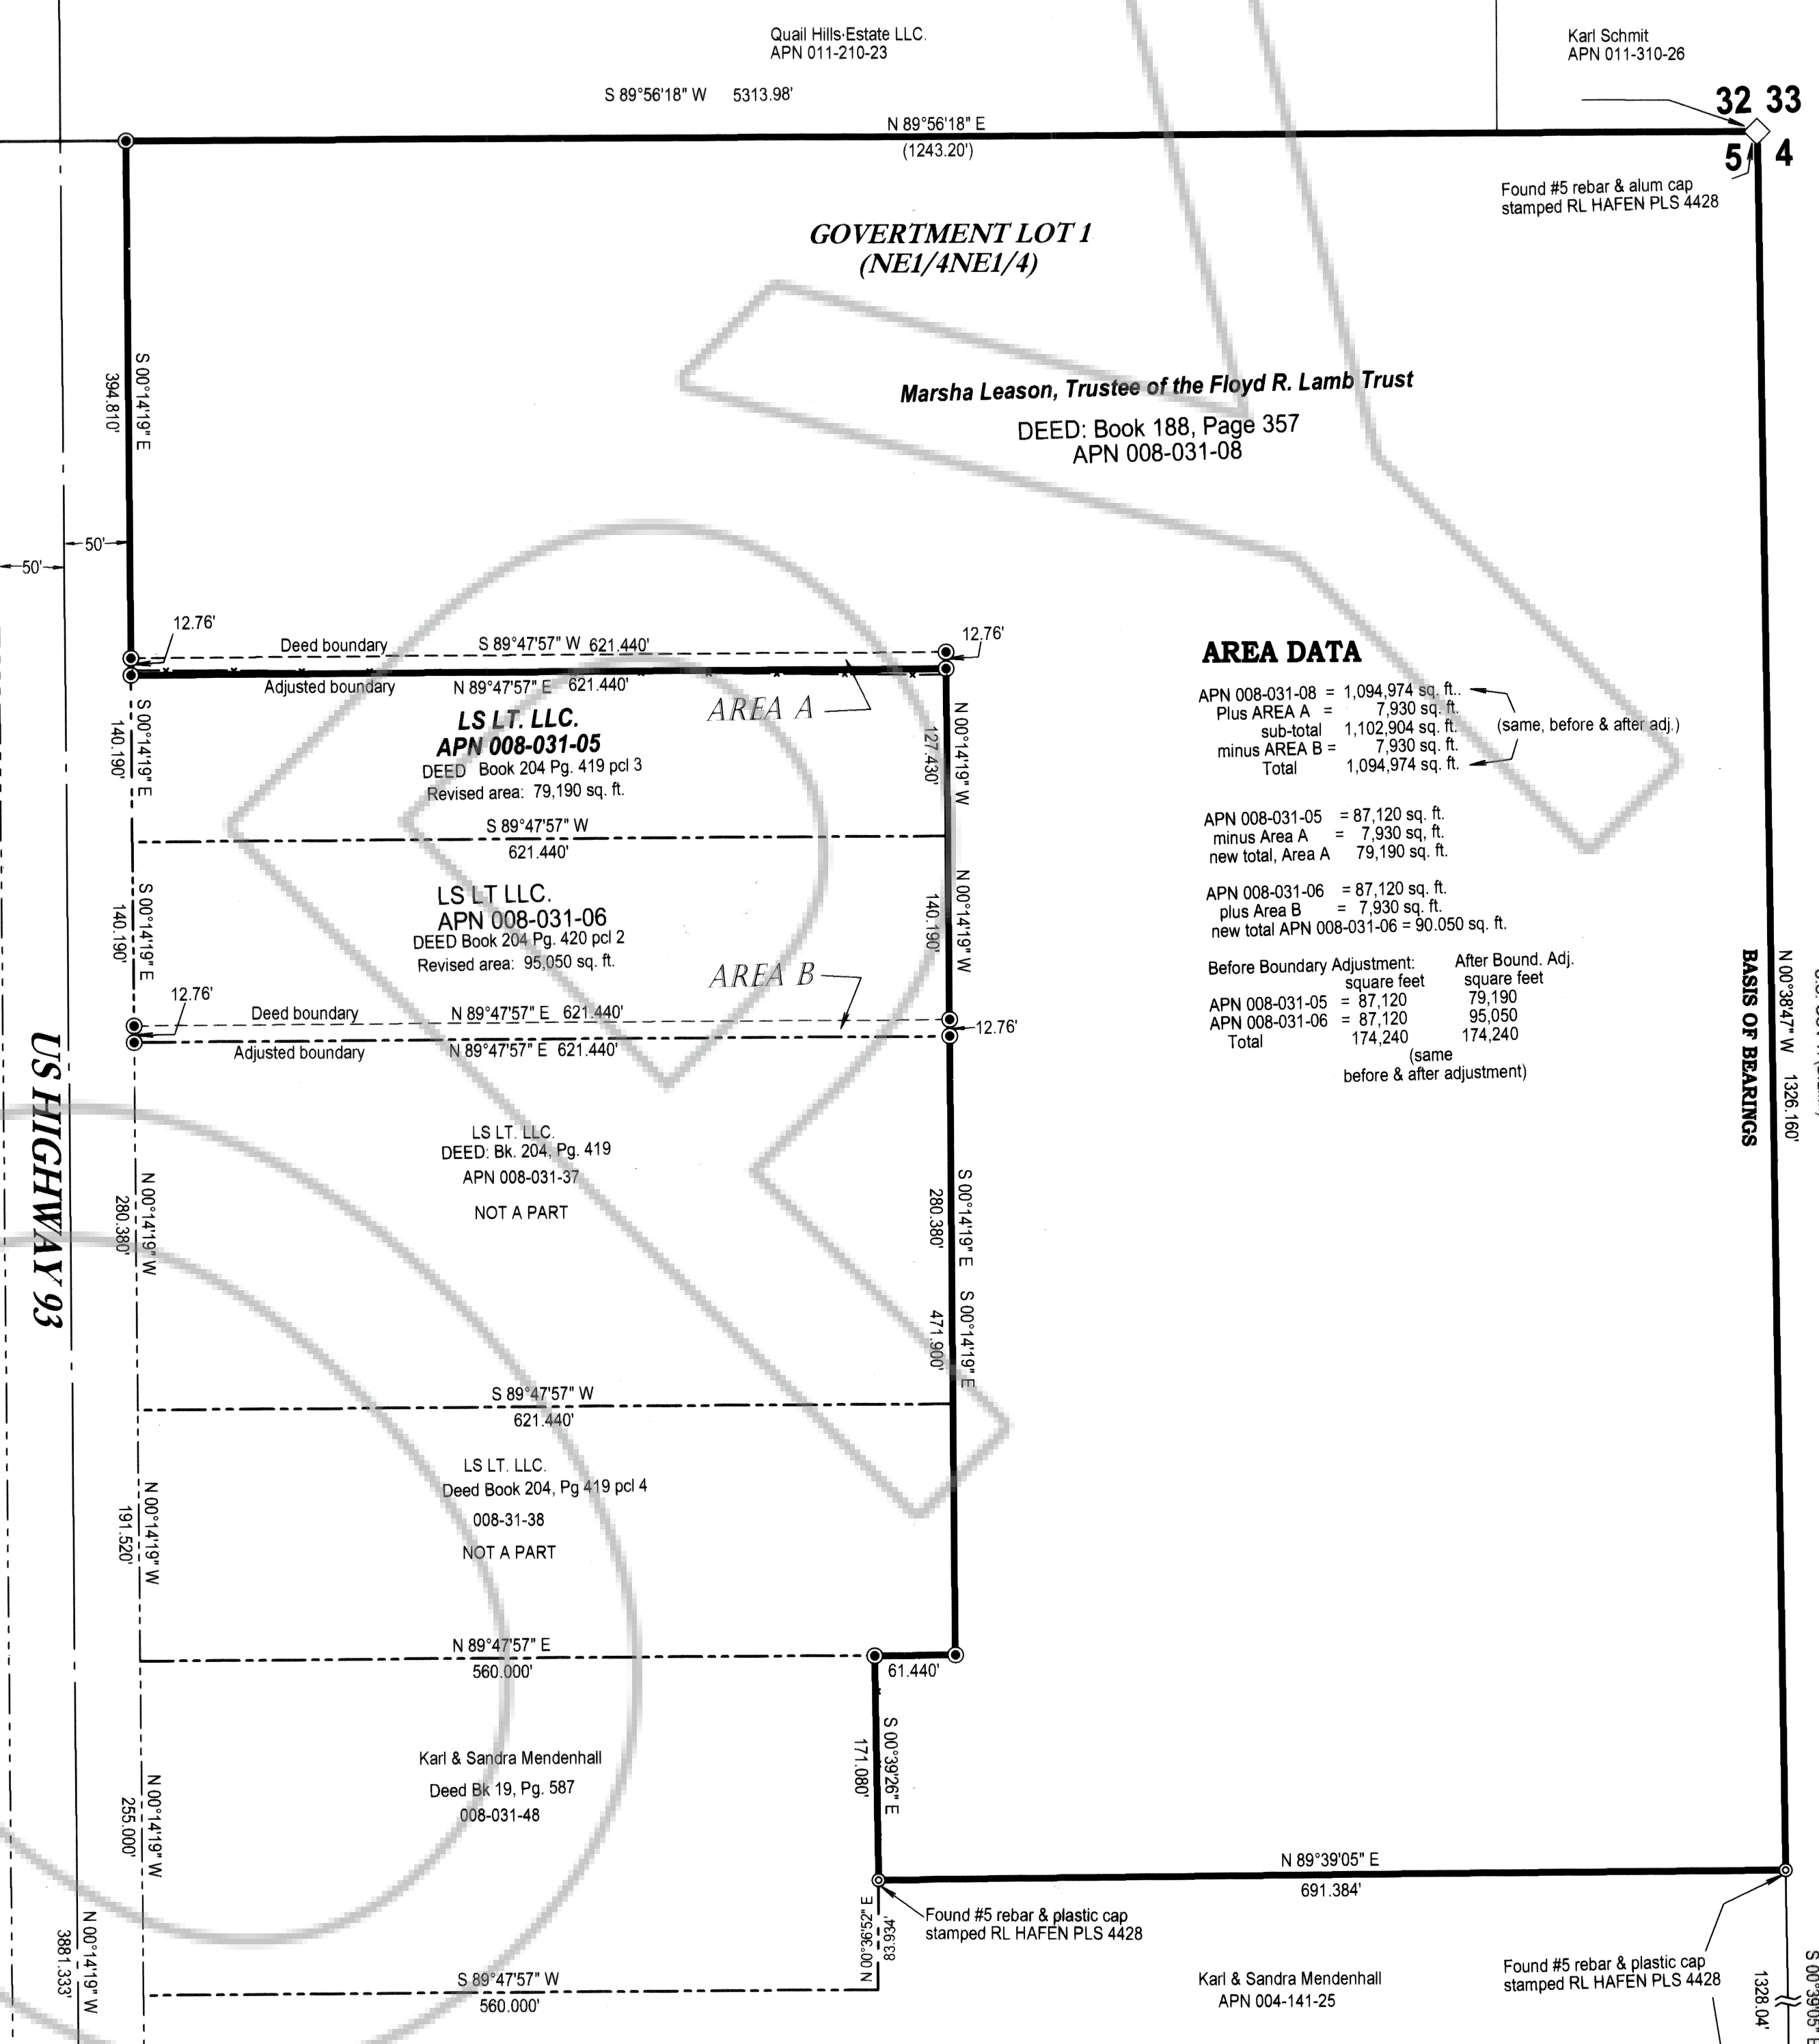 Quail Hills Estate LLC.
APN 011-210-23
Karl Schmit
APN 011-310-26
S 89°56'18" W 5313.98'
32 33
5 4
N 89°56'18" E
(1243.20')
Found #5 rebar & alum cap
stamped RL HAFEN PLS 4428
GOVERTMENT LOT 1
(NE1/4NE1/4)
S 00°14'19" E
394.810'
Marsha Leason, Trustee of the Floyd R. Lamb Trust
DEED: Book 188, Page 357
APN 008-031-08
50'
50'
12.76'
Deed boundary S 89°47'57" W 621.440'
12.76'
Adjusted boundary N 89°47'57" E 621.440'
AREA A
LS LT. LLC.
APN 008-031-05
DEED Book 204 Pg. 419 pcl 3
Revised area: 79,190 sq. ft.
S 00°14'19" E
140.190'
N 00°14'19" W
127.430'
S 89°47'57" W
621.440'
LS LT LLC.
APN 008-031-06
DEED Book 204 Pg. 420 pcl 2
Revised area: 95,050 sq. ft.
S 00°14'19" E
140.190'
N 00°14'19" W
140.190'
AREA B
12.76'
Deed boundary N 89°47'57" E 621.440'
12.76'
Adjusted boundary N 89°47'57" E 621.440'
AREA DATA
APN 008-031-08 = 1,094,974 sq. ft..
Plus AREA A = 7,930 sq. ft.
sub-total 1,102,904 sq. ft.
minus AREA B = 7,930 sq. ft.
Total 1,094,974 sq. ft.
(same, before & after adj.)
APN 008-031-05 = 87,120 sq. ft.
minus Area A = 7,930 sq, ft.
new total, Area A 79,190 sq. ft.
APN 008-031-06 = 87,120 sq. ft.
plus Area B = 7,930 sq. ft.
new total APN 008-031-06 = 90.050 sq. ft.
Before Boundary Adjustment: After Bound. Adj.
square feet square feet
APN 008-031-05 = 87,120 79,190
APN 008-031-06 = 87,120 95,050
Total 174,240 174,240
(same
before & after adjustment)
BASIS OF BEARINGS
N 00°38'47" W 1326.160'
US HIGHWAY 93
LS LT. LLC.
DEED: Bk. 204, Pg. 419
APN 008-031-37
NOT A PART
N 00°14'19" W
280.380'
S 00°14'19" E
280.380'
S 00°14'19" E
471.900'
S 89°47'57" W
621.440'
LS LT. LLC.
Deed Book 204, Pg 419 pcl 4
008-31-38
NOT A PART
N 00°14'19" W
191.520'
N 89°47'57" E
560.000'
61.440'
Karl & Sandra Mendenhall
Deed Bk 19, Pg. 587
008-031-48
N 00°14'19" W
255.000'
S 00°39'26" E
171.080'
N 89°39'05" E
691.384'
Found #5 rebar & plastic cap
stamped RL HAFEN PLS 4428
N 00°36'52" E
83.934'
S 89°47'57" W
560.000'
N 00°14'19" W
3881.333'
Karl & Sandra Mendenhall
APN 004-141-25
Found #5 rebar & plastic cap
stamped RL HAFEN PLS 4428
1328.04'
S 00°39'05" E